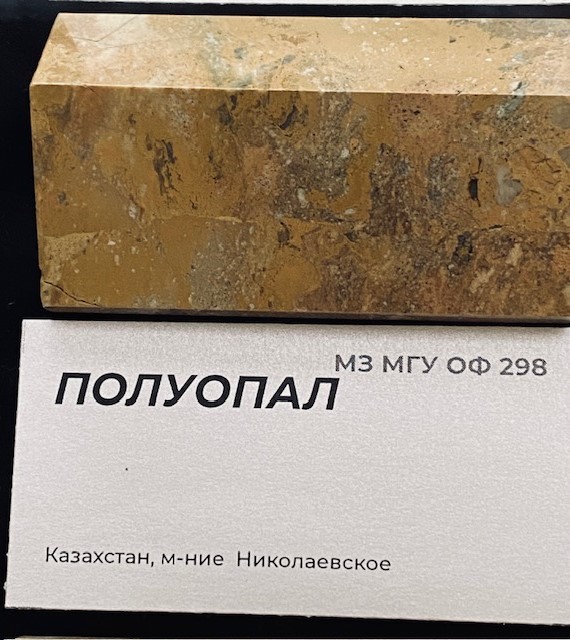 МЗ МГУ ОФ 298
ПОЛУОПАЛ
Казахстан, м-ние Николаевское